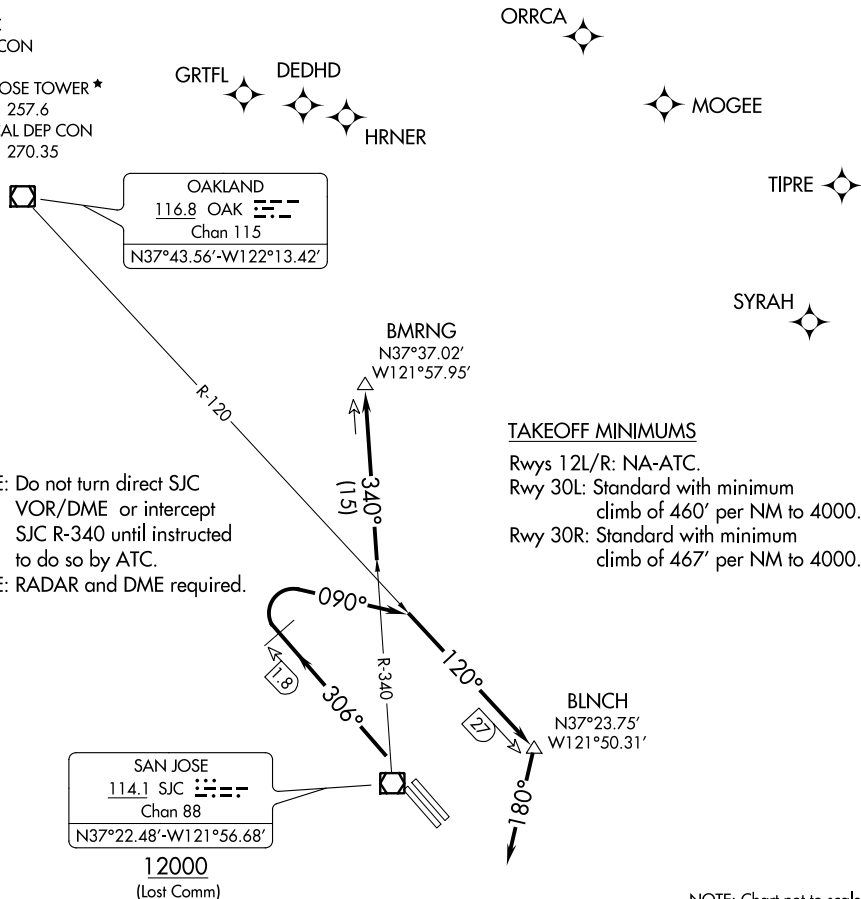 CON
OSE TOWER ★
257.6
AL DEP CON
270.35
GRTFL
DEDHD
HRNER
ORRCA
MOGEE
TIPRE
SYRAH
OAKLAND
116.8 OAK
Chan 115
N37°43.56′-W122°13.42′
R-120
BMRNG
N37°37.02′
W121°57.95′
340°
(15)
TAKEOFF MINIMUMS
Rwys 12L/R: NA-ATC.
Rwy 30L: Standard with minimum
climb of 460′ per NM to 4000.
Rwy 30R: Standard with minimum
climb of 467′ per NM to 4000.
E: Do not turn direct SJC
VOR/DME or intercept
SJC R-340 until instructed
to do so by ATC.
E: RADAR and DME required.
090°
1.8
306°
R-340
120°
27
BLNCH
N37°23.75′
W121°50.31′
180°
SAN JOSE
114.1 SJC
Chan 88
N37°22.48′-W121°56.68′
12000
(Lost Comm)
NOTE: Chart not to scale